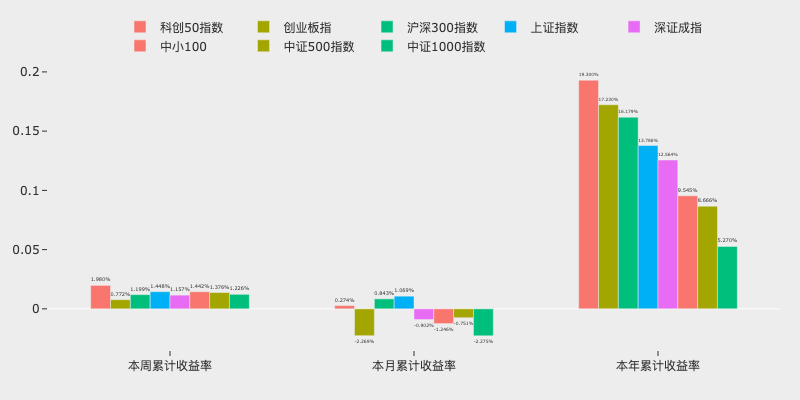 科创50指数 创业板指 沪深300指数 上证指数 深证成指
中小100 中证500指数 中证1000指数
0.2
0.15
0.1
0.05
0
19.300% 17.220% 16.179% 13.786% 12.564% 9.545% 8.666% 5.270%
1.980% 0.772% 1.199% 1.448% 1.157% 1.442% 1.376% 1.226%
0.274% -2.269% 0.843% 1.069% -0.902% -1.246% -0.751% -2.275%
本周累计收益率 本月累计收益率 本年累计收益率